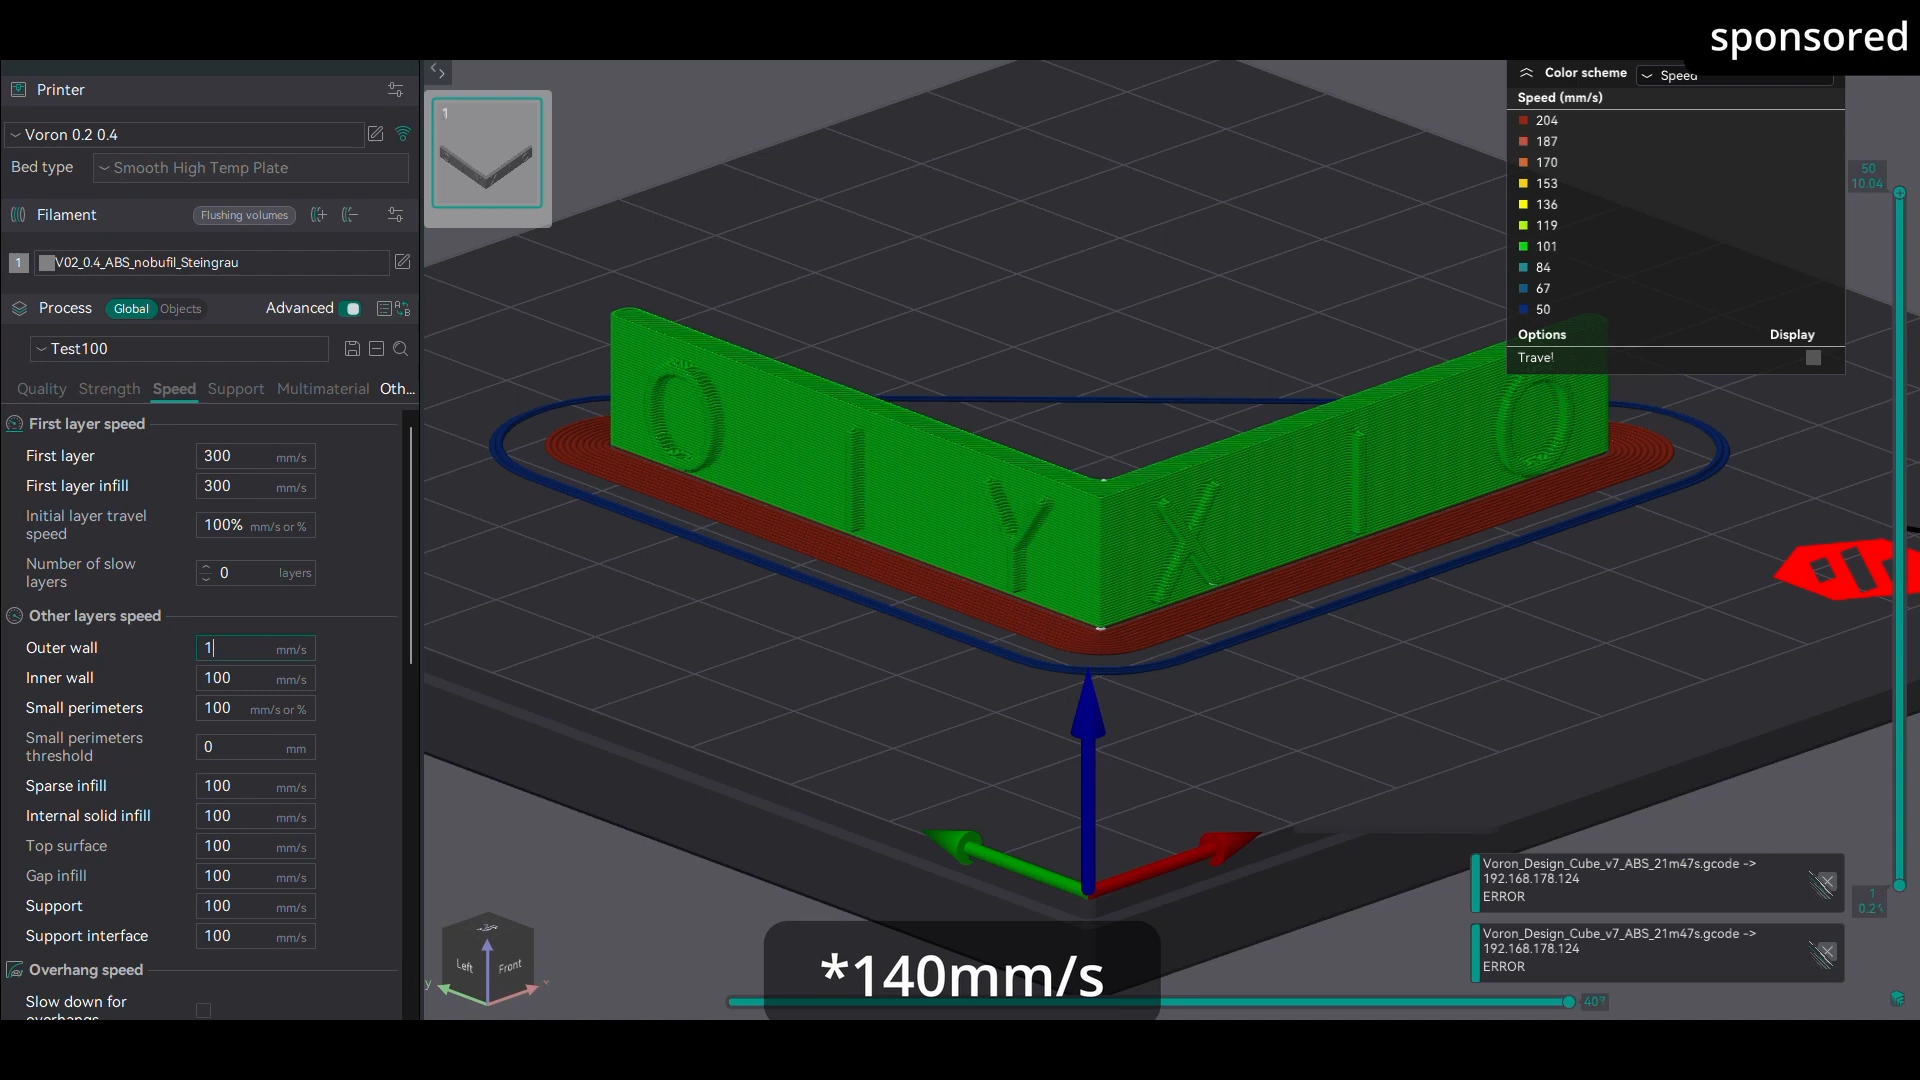 sponsored
Printer
Voron 0.2 0.4
Bed type
Smooth High Temp Plate
Filament
Flushing volumes
1
V02_0.4_ABS_nobufil_Steingrau
Process
Global
Objects
Advanced
Test100
Quality
Strength
Speed
Support
Multimaterial
Oth...
First layer speed
First layer
300
mm/s
First layer infill
300
mm/s
Initial layer travel
speed
100%
mm/s or %
Number of slow
layers
0
layers
Other layers speed
Outer wall
1
mm/s
Inner wall
100
mm/s
Small perimeters
100
mm/s or %
Small perimeters
threshold
0
mm
Sparse infill
100
mm/s
Internal solid infill
100
mm/s
Top surface
100
mm/s
Gap infill
100
mm/s
Support
100
mm/s
Support interface
100
mm/s
Overhang speed
Slow down for
overhangs
1
Color scheme
Speed
Speed (mm/s)
204
187
170
153
136
119
101
84
67
50
Options
Display
Travel
50
10.04
O I Y X I O
Left
Front
y
Voron_Design_Cube_v7_ABS_21m47s.gcode ->
192.168.178.124
ERROR
Voron_Design_Cube_v7_ABS_21m47s.gcode ->
192.168.178.124
ERROR
1
*140mm/s